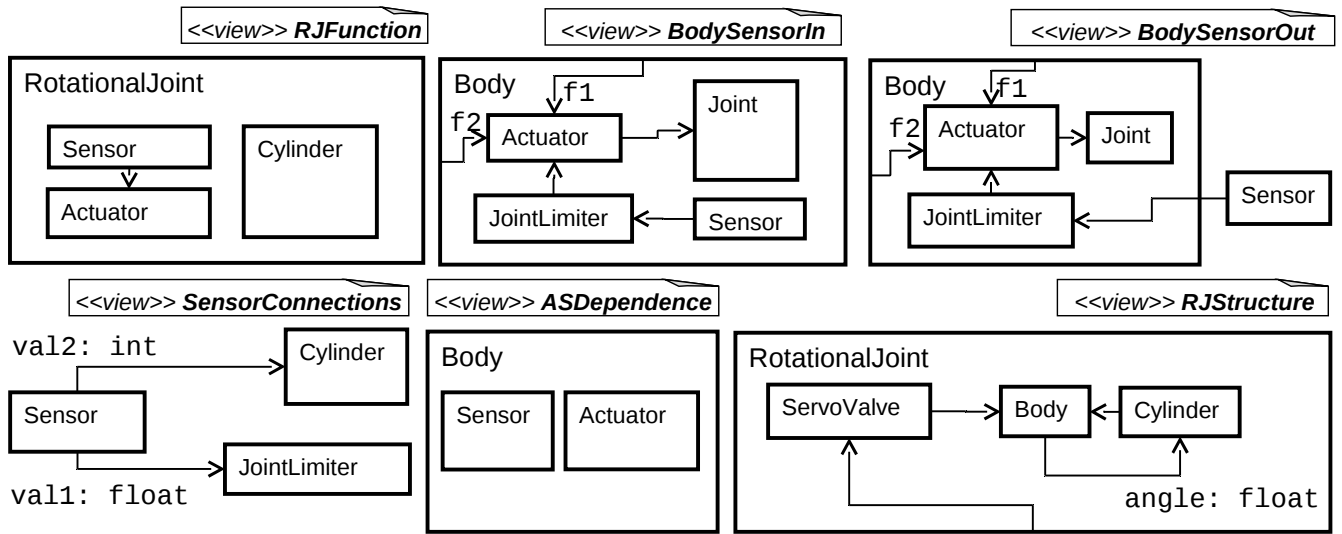 <<view>> RJFunction
RotationalJoint
Sensor
Cylinder
Actuator
<<view>> BodySensorIn
Body
f1
f2
Actuator
Joint
JointLimiter
Sensor
<<view>> BodySensorOut
Body
f1
f2
Actuator
Joint
JointLimiter
Sensor
<<view>> SensorConnections
val2: int
Cylinder
Sensor
JointLimiter
val1: float
<<view>> ASDependence
Body
Sensor
Actuator
<<view>> RJStructure
RotationalJoint
ServoValve
Body
Cylinder
angle: float